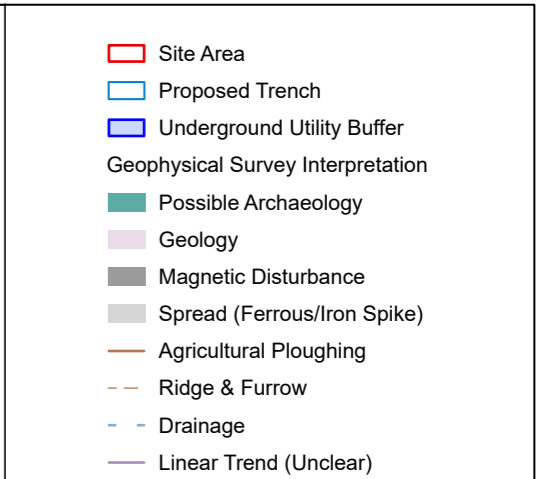 Site Area
Proposed Trench
Underground Utility Buffer
Geophysical Survey Interpretation
Possible Archaeology
Geology
Magnetic Disturbance
Spread (Ferrous/Iron Spike)
Agricultural Ploughing
Ridge & Furrow
Drainage
Linear Trend (Unclear)